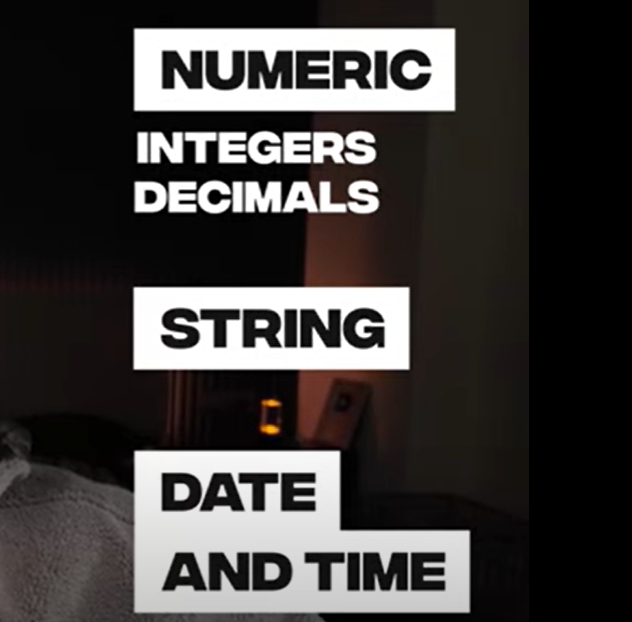 NUMERIC
INTEGERS
DECIMALS
STRING
DATE
AND TIME